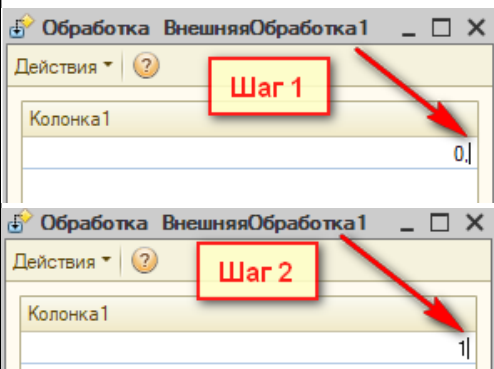 Обработка ВнешняяОбработка1
Действия
Шаг 1
Колонка1
0,
Обработка ВнешняяОбработка1
Действия
Шаг 2
Колонка1
1